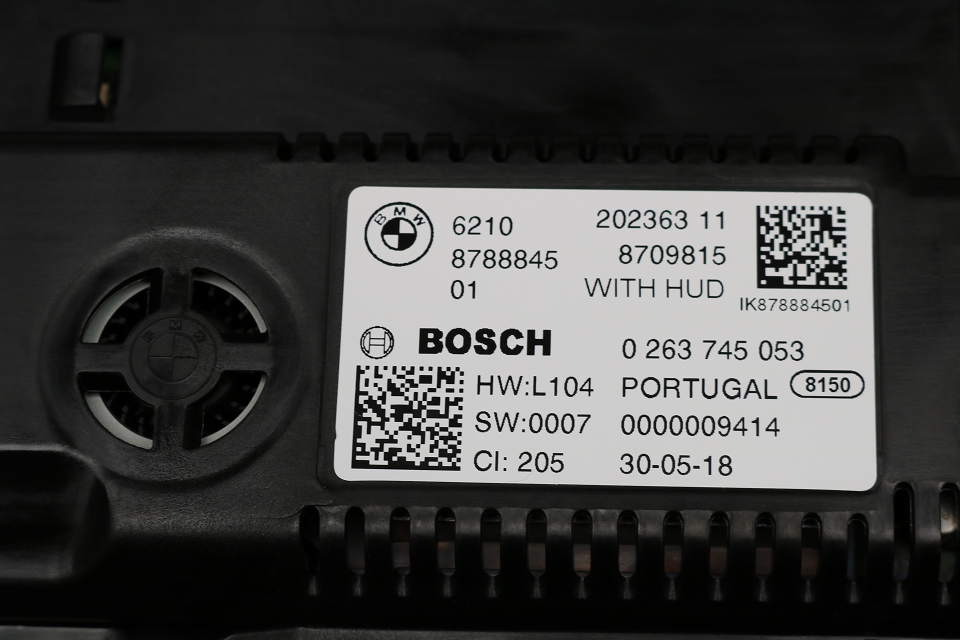 BMW
6210
202363 11
8788845
8709815
01
WITH HUD
IK878884501
BOSCH
0 263 745 053
HW:L104
PORTUGAL
8150
SW:0007
0000009414
CI: 205
30-05-18